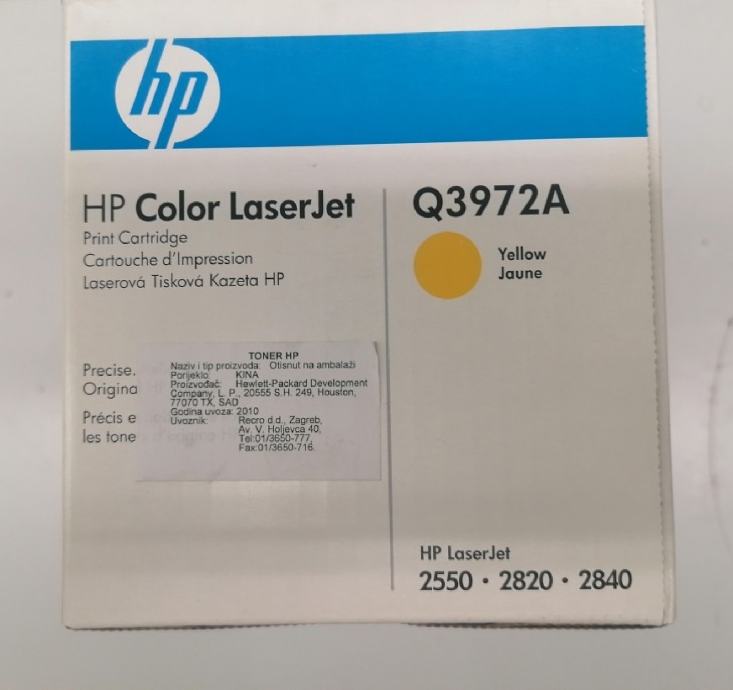 hp
HP Color LaserJet
Print Cartridge
Cartouche d'Impression
Laserová Tisková Kazeta HP
Q3972A
Yellow
Jaune
Precise.
Origina
Précis e
les tone
TONER HP
Naziv i tip proizvoda: Otisnut na ambalaži
Porijeklo: KINA
Proizvođač: Hewlett-Packard Development
Company, L. P., 20555 S.H. 249, Houston,
77070 TX, SAD
Godina uvoza: 2010
Uvoznik: Recro d.d., Zagreb,
Av. V. Holjevca 40,
Tel:01/3650-777,
Fax:01/3650-716.
HP LaserJet
2550 · 2820 · 2840